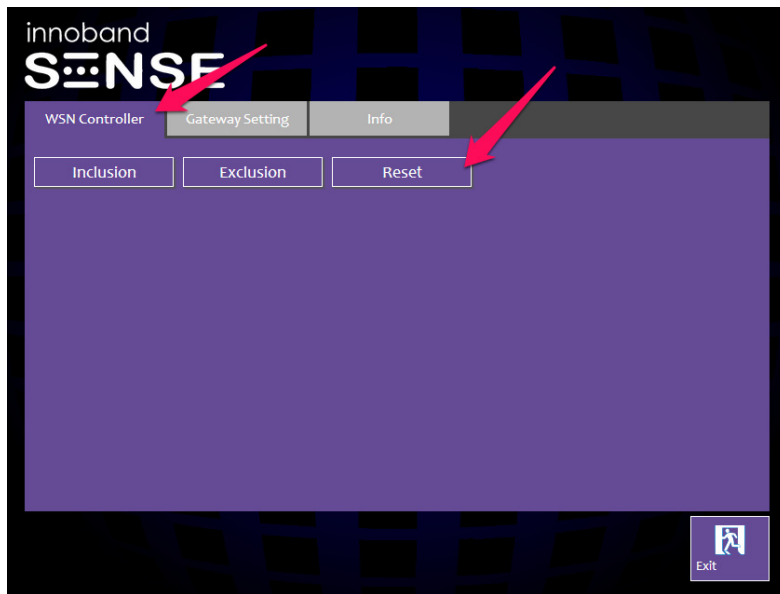 innoband
SENSE
WSN Controller Gateway Setting Info
Inclusion Exclusion Reset
Exit